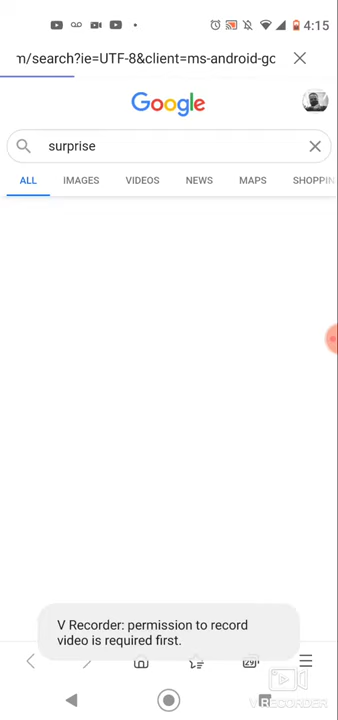 4:15
m/search?ie=UTF-8&client=ms-android-go
Google
surprise
ALL IMAGES VIDEOS NEWS MAPS SHOPPIN
V Recorder: permission to record
video is required first.
V RECORDER